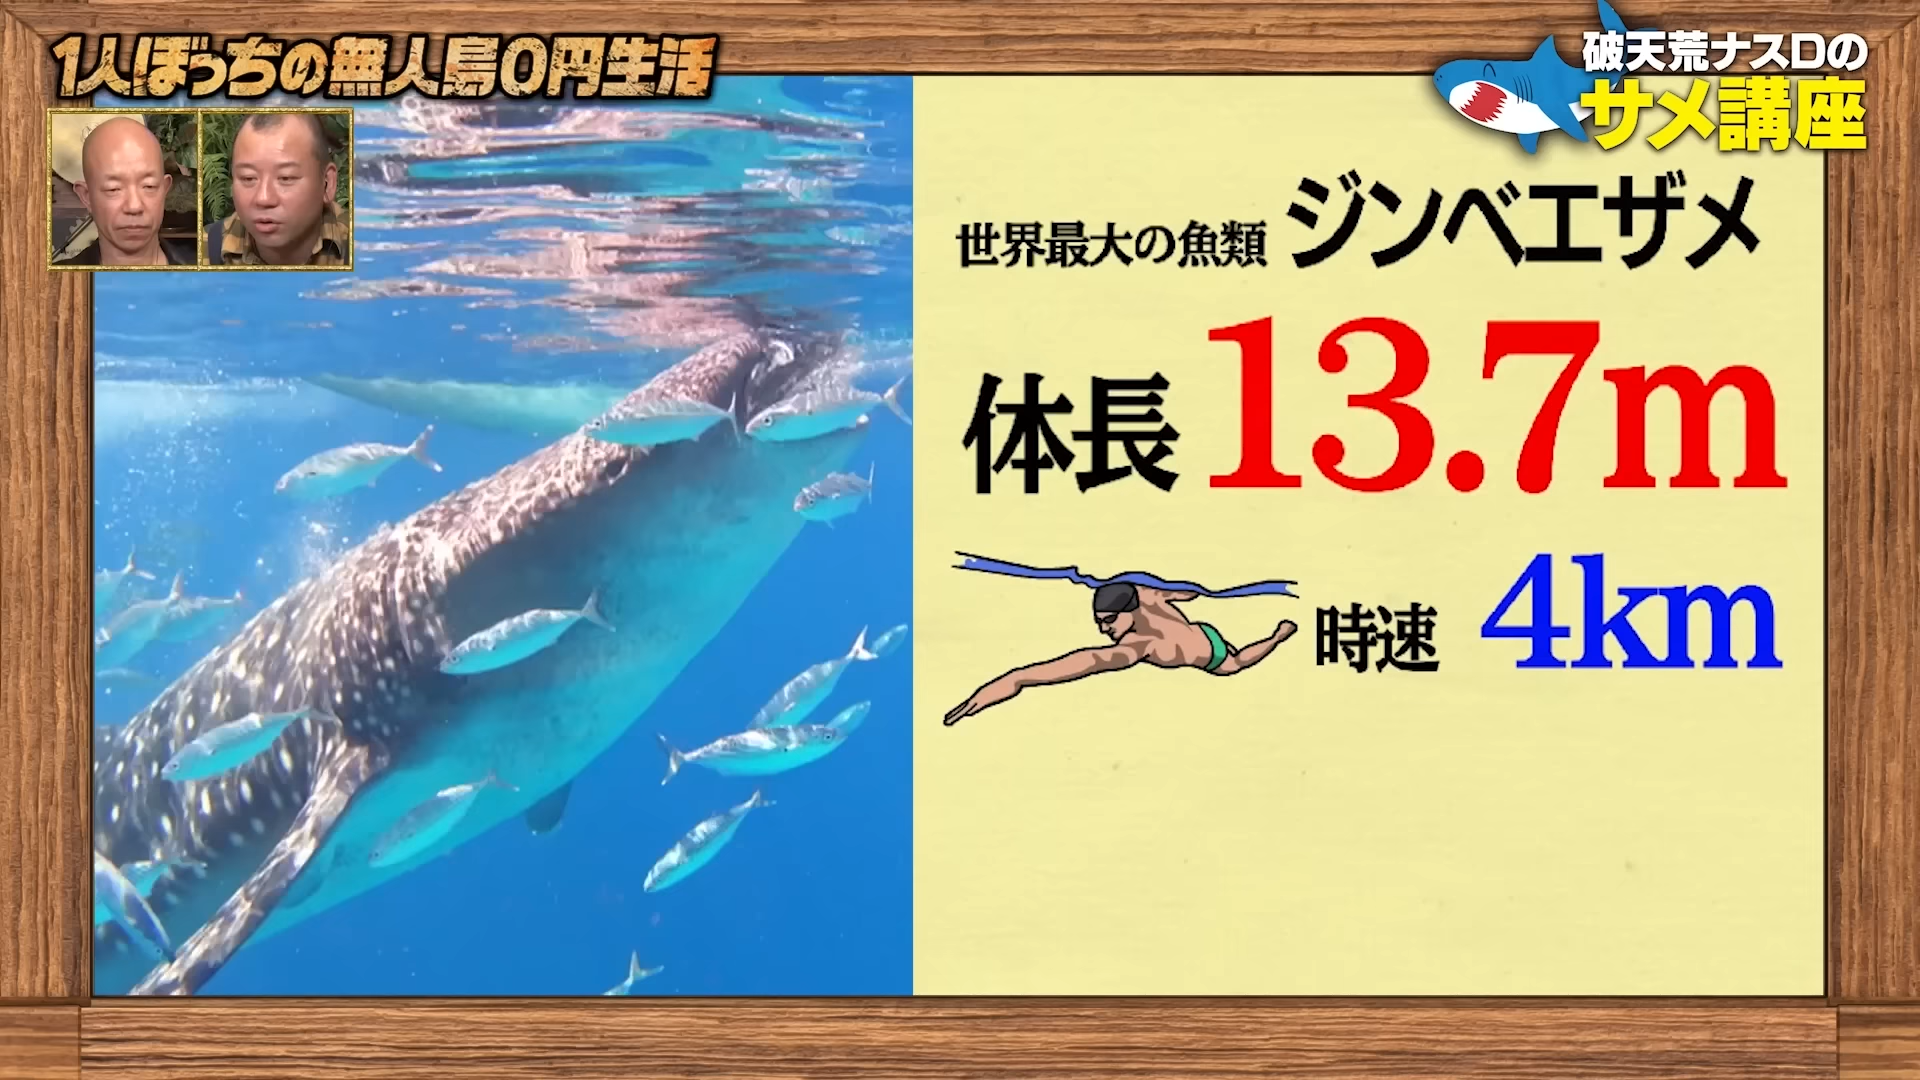 1人ぼっちの無人島0円生活
破天荒ナスDの
サメ講座
世界最大の魚類 ジンベエザメ
体長 13.7m
時速 4km